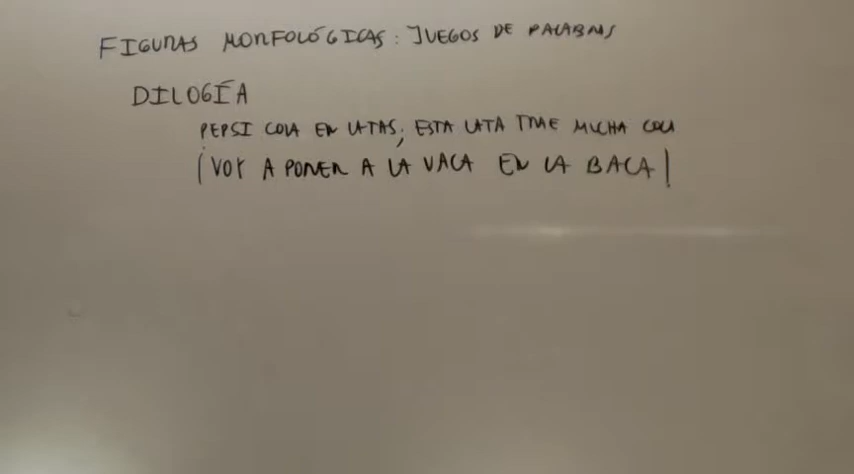 FIGURAS MORFOLÓGICAS: JUEGOS DE PALABRAS
DILOGÍA
PEPSI COLA EN LATAS; ESTA LATA TRAE MUCHA COLA
¡VOY A PONER A LA VACA EN LA BACA!